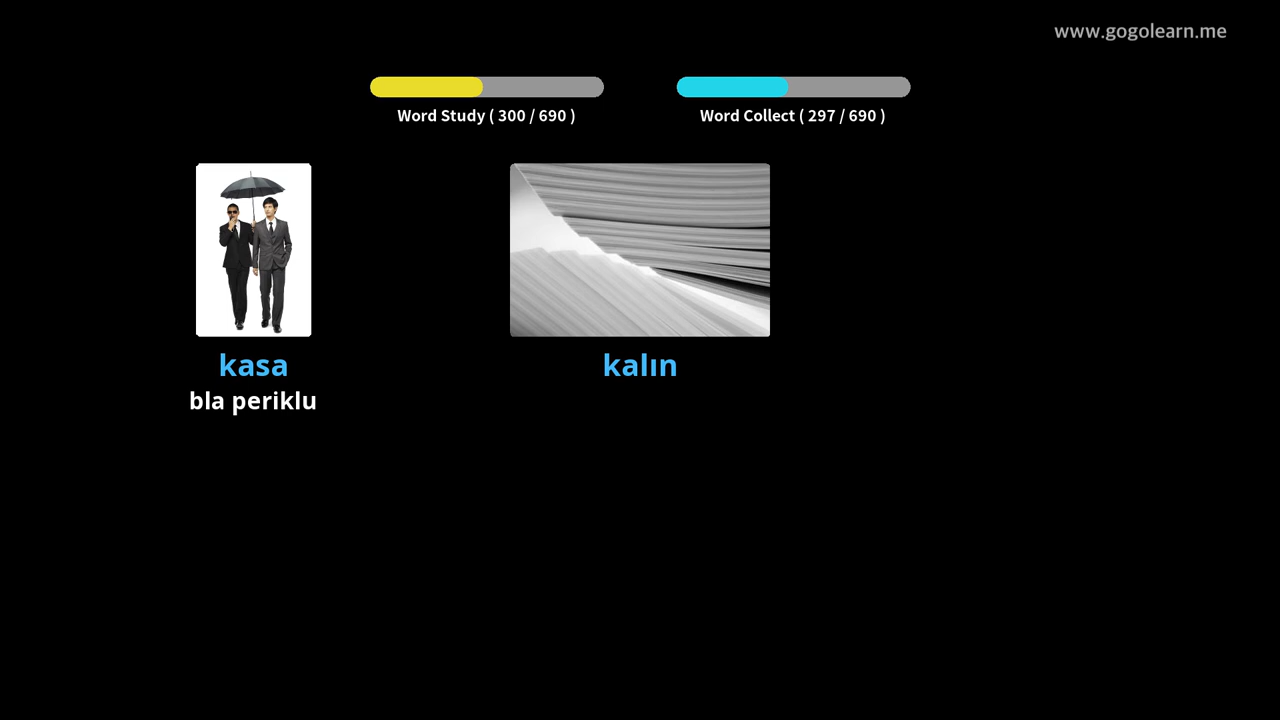 www.gogolearn.me
Word Study ( 300 / 690 )
Word Collect ( 297 / 690 )
kasa
bla periklu
kalın